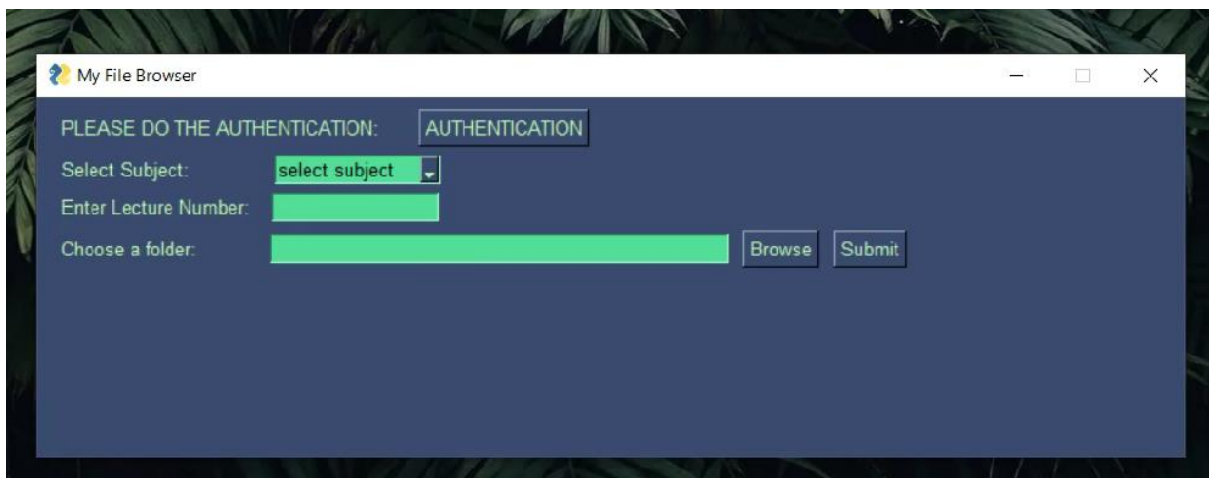 My File Browser
PLEASE DO THE AUTHENTICATION: AUTHENTICATION
Select Subject: select subject
Enter Lecture Number:
Choose a folder: Browse Submit